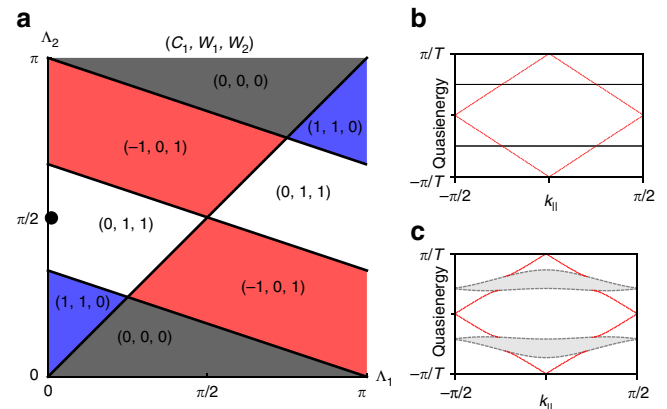 a
Λ₂
(C₁, W₁, W₂)
π
(0, 0, 0)
(1, 1, 0)
(−1, 0, 1)
(0, 1, 1)
π/2
(0, 1, 1)
(−1, 0, 1)
(1, 1, 0)
(0, 0, 0)
0
0
π/2
π
Λ₁
b
π/T
Quasienergy
−π/T
−π/2
k||
π/2
c
π/T
Quasienergy
−π/T
−π/2
k||
π/2